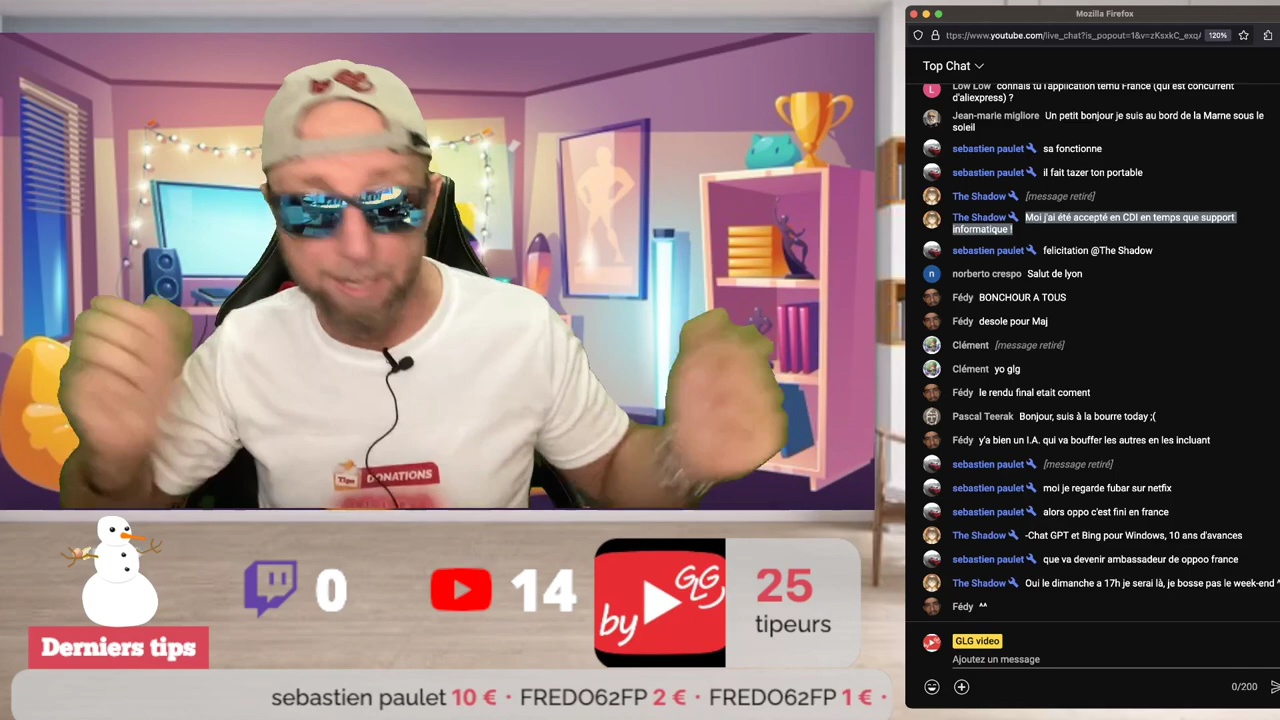 Mozilla Firefox
ttps://www.youtube.com/live_chat?is_popout=1&v=zKsxkC_exq/
120%
Top Chat
L
Low Low connais tu l'application temu France (qui est concurrent
d'aliexpress) ?
Jean-marie migliore Un petit bonjour je suis au bord de la Marne sous le
soleil
sebastien paulet sa fonctionne
sebastien paulet il fait tazer ton portable
The Shadow [message retiré]
The Shadow Moi j'ai été accepté en CDI en temps que support
informatique !
sebastien paulet felicitation @The Shadow
n
norberto crespo Salut de lyon
Fédy BONCHOUR A TOUS
Fédy desole pour Maj
Clément [message retiré]
Clément yo glg
Fédy le rendu final etait coment
Pascal Teerak Bonjour, suis à la bourre today ;(
Fédy y'a bien un I.A. qui va bouffer les autres en les incluant
sebastien paulet [message retiré]
sebastien paulet moi je regarde fubar sur netfix
sebastien paulet alors oppo c'est fini en france
The Shadow -Chat GPT et Bing pour Windows, 10 ans d'avances
sebastien paulet que va devenir ambassadeur de oppoo france
The Shadow Oui le dimanche a 17h je serai là, je bosse pas le week-end ^
Fédy ^^
GLG video
Ajoutez un message
0/200
Tips
DONATIONS
0
14
by GLG
25
tipeurs
Derniers tips
sebastien paulet 10 € · FREDO62FP 2 € · FREDO62FP 1 € ·